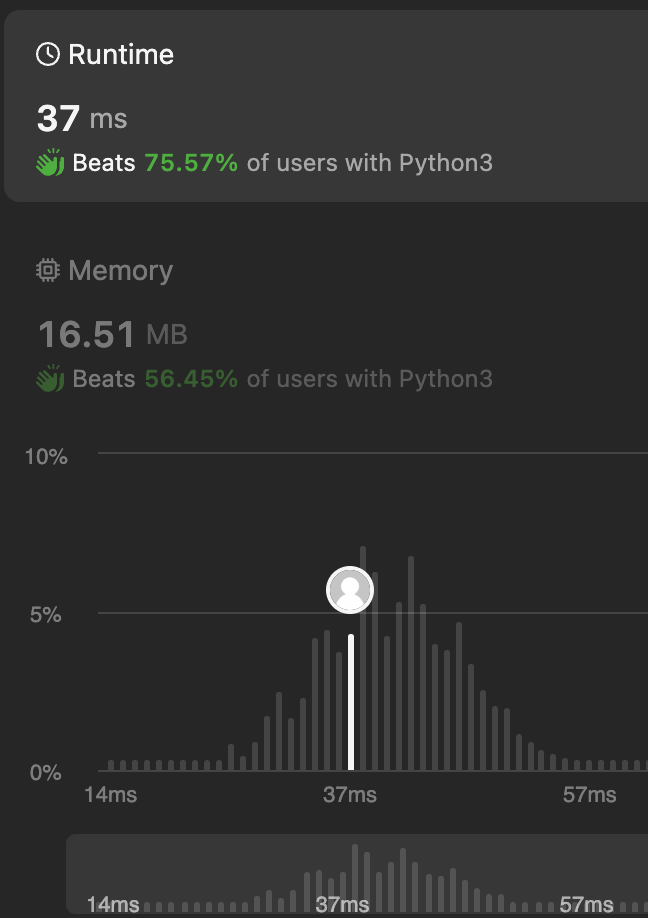 Runtime
37 ms
Beats 75.57% of users with Python3
Memory
16.51 MB
Beats 56.45% of users with Python3
10%
5%
0%
14ms 37ms 57ms
14ms 37ms 57ms